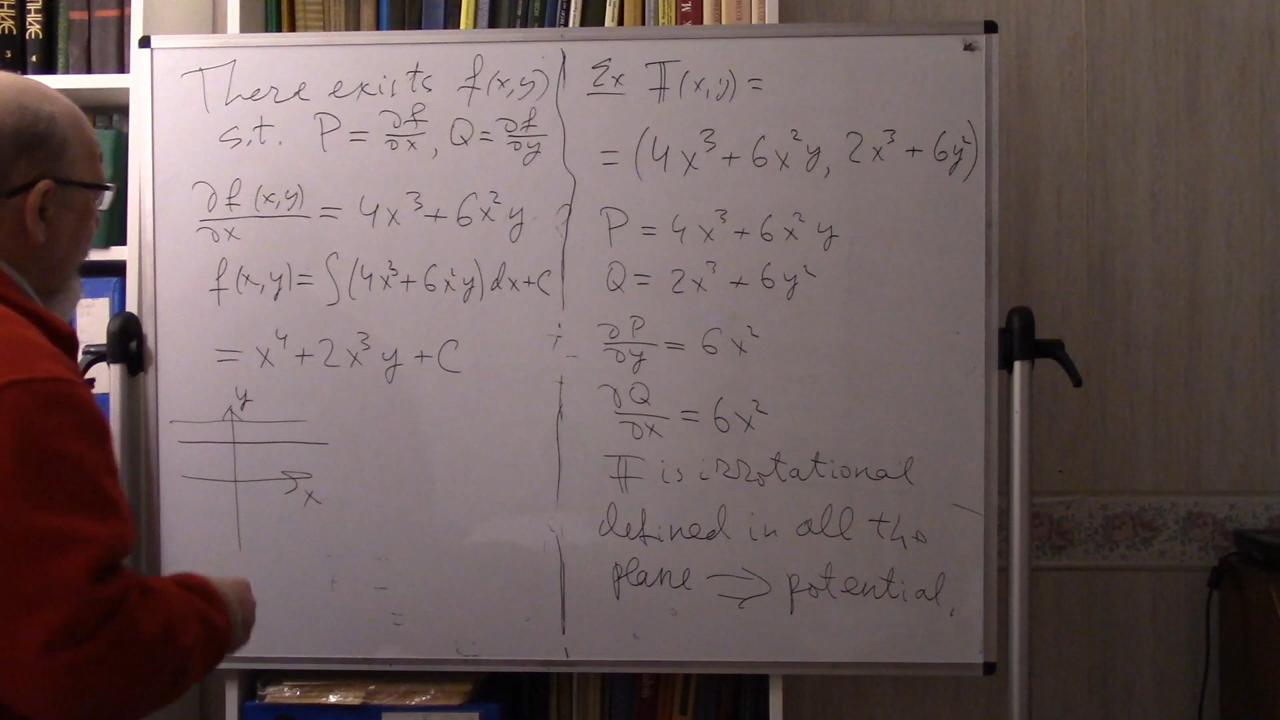 There exists f(x,y)
s.t. P = ∂f/∂x, Q = ∂f/∂y
∂f(x,y)/∂x = 4x³ + 6x²y
f(x,y) = ∫(4x³ + 6x²y)dx + C
= x⁴ + 2x³y + C
y
x
Ex 𝔽(x,y) =
= (4x³ + 6x²y, 2x³ + 6y²)
P = 4x³ + 6x²y
Q = 2x³ + 6y²
∂P/∂y = 6x²
∂Q/∂x = 6x²
𝔽 is irrotational
defined in all the
plane ⇒ potential.